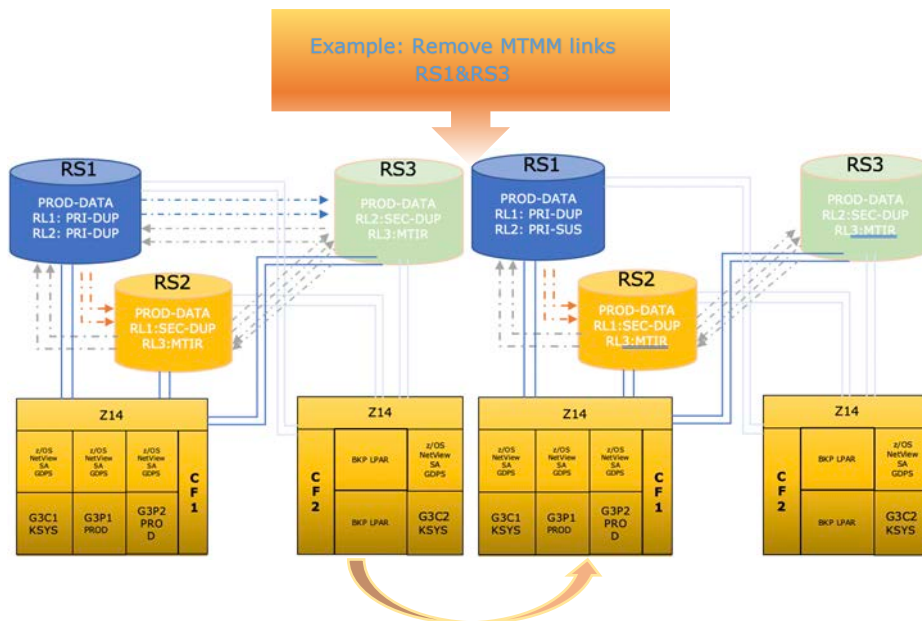 Example: Remove MTMM links
RS1&RS3
RS1
PROD-DATA
RL1: PRI-DUP
RL2: PRI-DUP
RS3
PROD-DATA
RL2:SEC-DUP
RL3:MTIR
RS2
PROD-DATA
RL1:SEC-DUP
RL3:MTIR
Z14
z/OS
NetView
SA
GDPS
z/OS
NetView
SA
GDPS
z/OS
NetView
SA
GDPS
G3C1
KSYS
G3P1
PROD
G3P2
PRO
D
CF1
Z14
CF2
BKP LPAR
z/OS
NetView
SA
GDPS
BKP LPAR
G3C2
KSYS
RS1
PROD-DATA
RL1: PRI-DUP
RL2: PRI-SUS
RS3
PROD-DATA
RL2:SEC-DUP
RL3:MTIR
RS2
PROD-DATA
RL1:SEC-DUP
RL3:MTIR
Z14
z/OS
NetView
SA
GDPS
z/OS
NetView
SA
GDPS
z/OS
NetView
SA
GDPS
G3C1
KSYS
G3P1
PROD
G3P2
PRO
D
CF1
Z14
CF2
BKP LPAR
z/OS
NetView
SA
GDPS
BKP LPAR
G3C2
KSYS